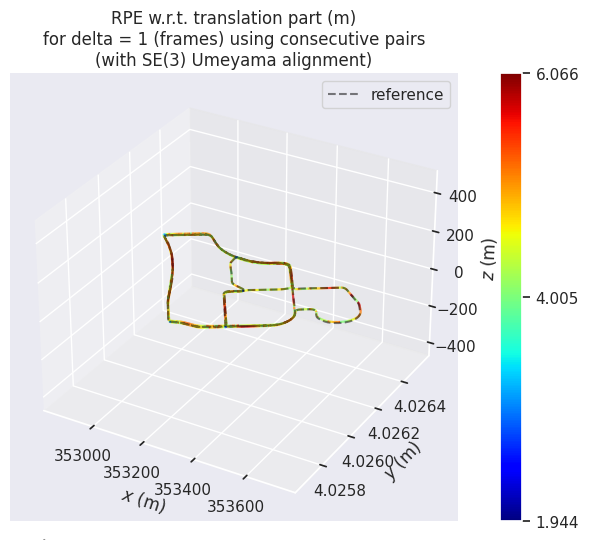 RPE w.r.t. translation part (m)
for delta = 1 (frames) using consecutive pairs
(with SE(3) Umeyama alignment)
reference
6.066
4.005
1.944
400
200
0
−200
−400
z (m)
4.0264
4.0262
4.0260
4.0258
y (m)
353000
353200
353400
353600
x (m)